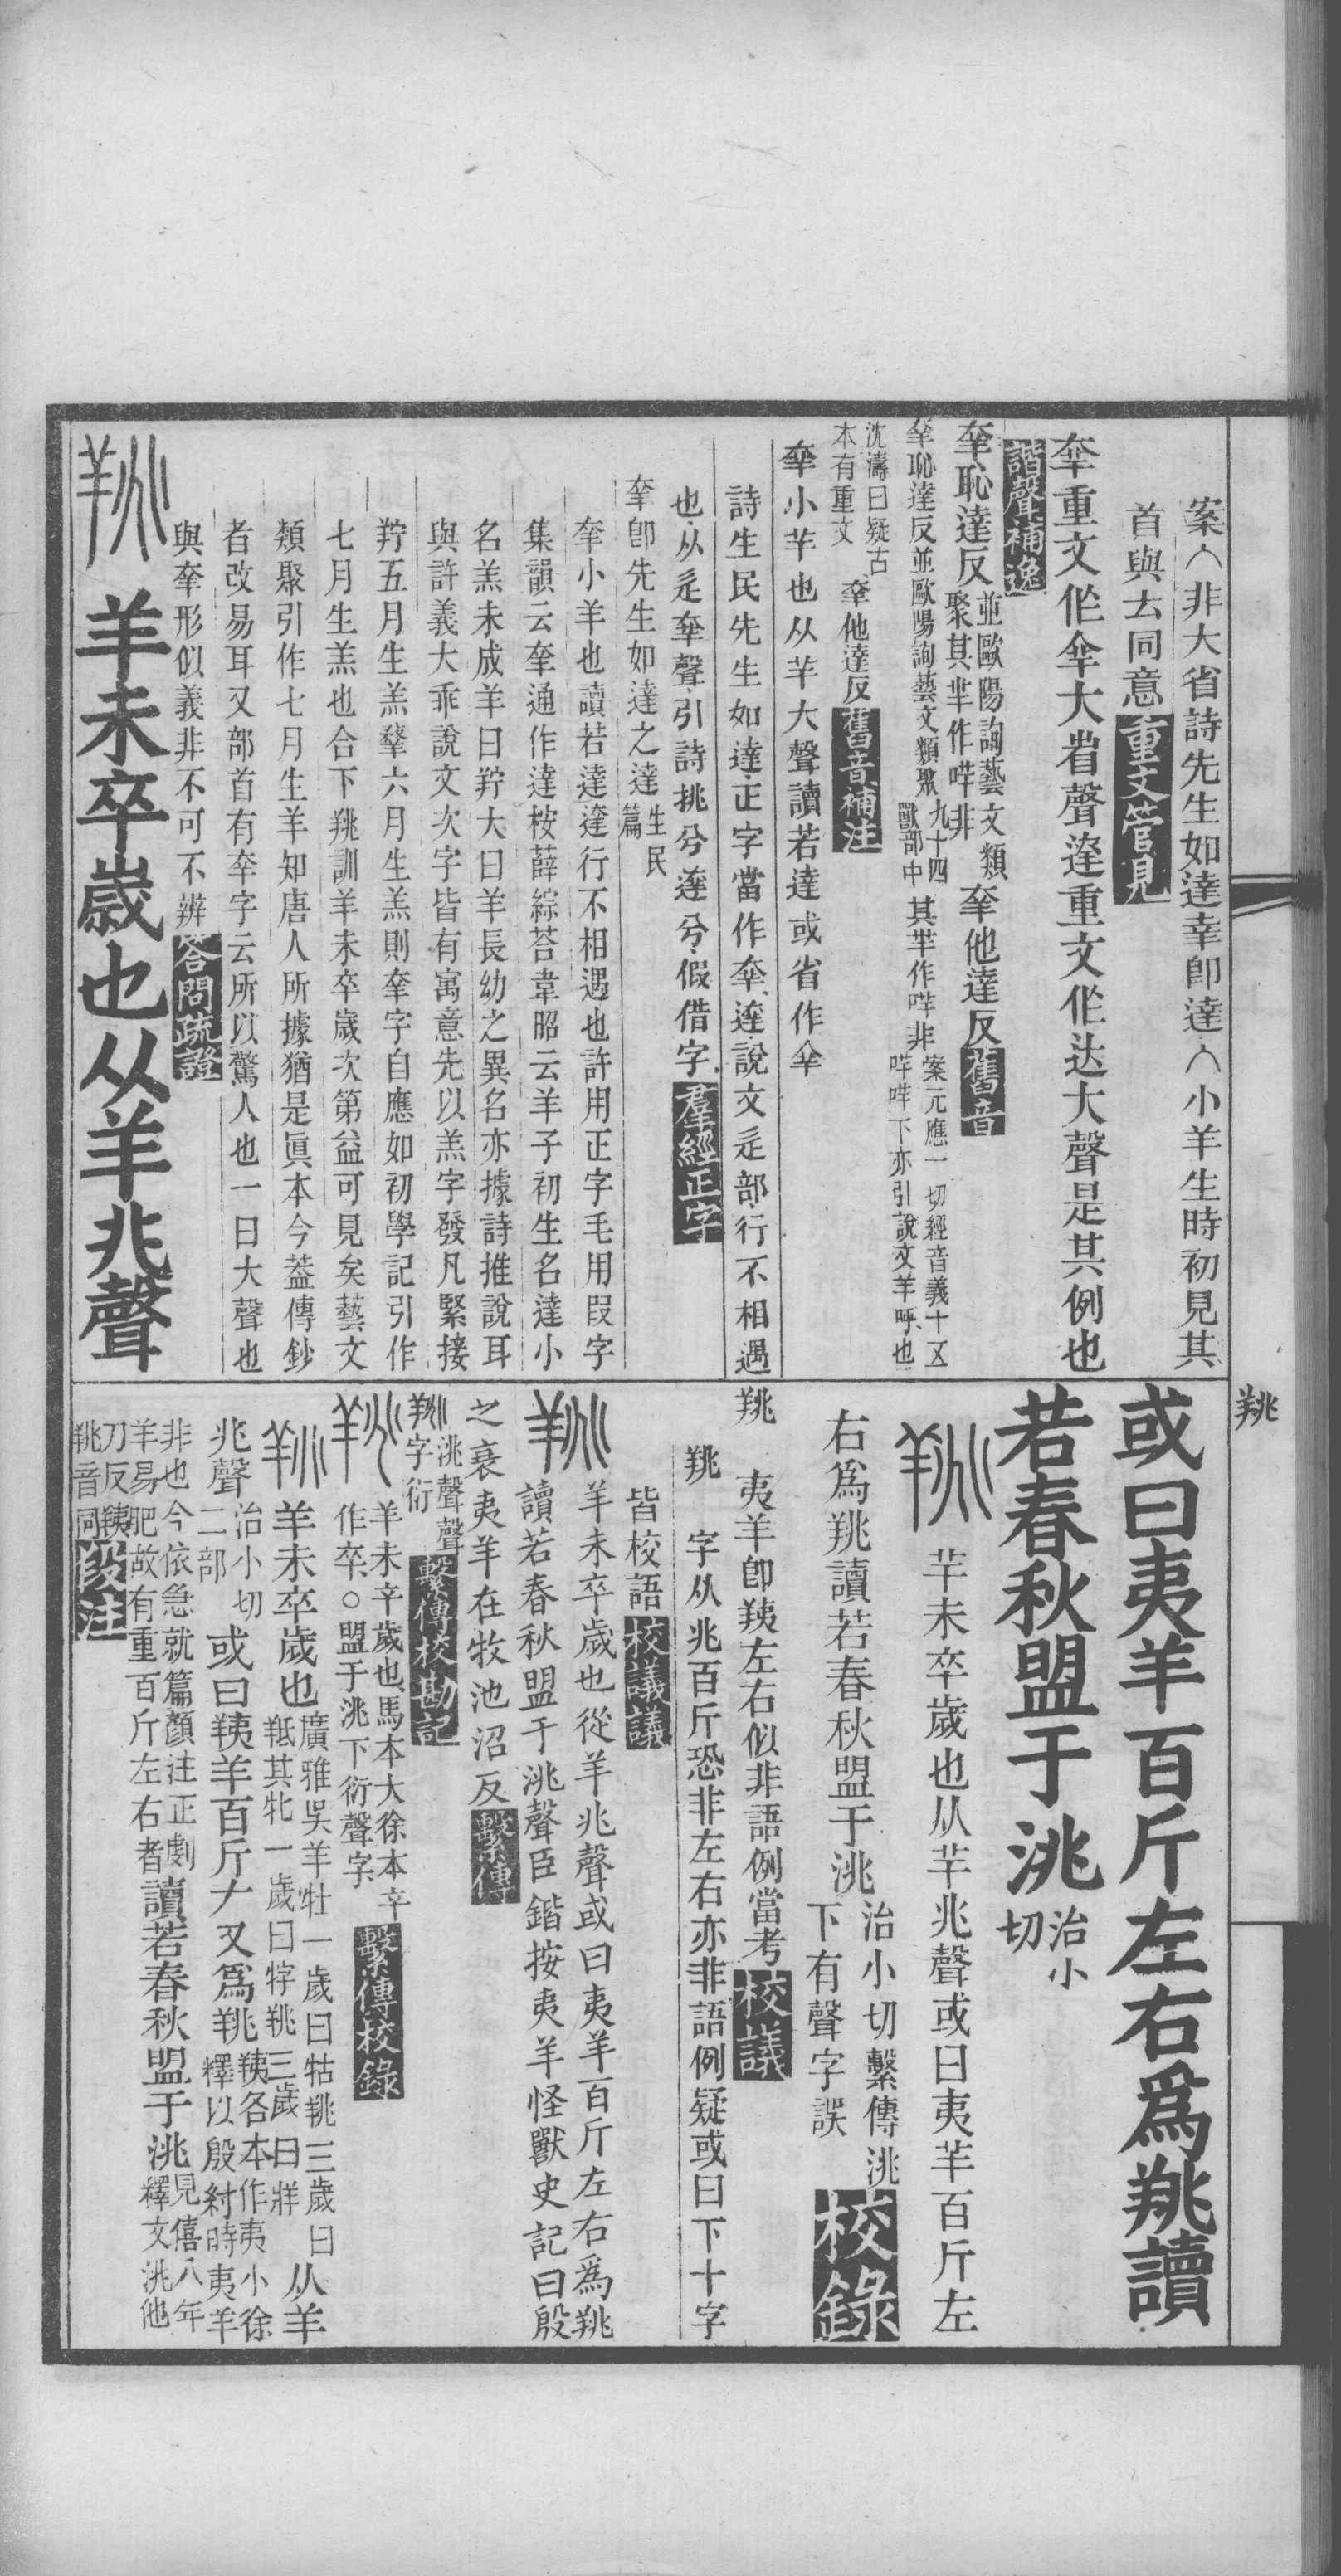 案𠆢非大省詩先生如達幸卽達𠆢小羊生時初見其
首與去同意重文管見
羍重文作㒓大省聲達重文作达大聲是其例也
諧聲補逸
羍恥達反並歐陽詢藝文類聚其芈作哶非羍他達反舊音
羍恥達反並歐陽詢藝文類聚九十四獸部中其芈作哶非案元應一切經音義十五哶哶下亦引說文羊呼也
沈濤曰疑古本有重文羍他達反舊音補注
羍小羊也从羊大聲讀若達或省作㒓
詩生民先生如達正字當作羍達說文辵部行不相遇
也从辵羍聲引詩挑兮達兮假借字羣經正字
羍卽先生如達之達生民篇
羍小羊也讀若達達行不相遇也許用正字毛用叚字
集韻云羍通作達桉薛綜荅韋昭云羊子初生名達小
名羔未成羊曰羜大曰羊長幼之異名亦據詩推說耳
與許義大乖說文次字皆有寓意先以羔字發凡緊接
羜五月生羔𦎧六月生羔則羍字自應如初學記引作
七月生羔也合下羜訓羊未卒歲次第益可見矣藝文
類聚引作七月生羊知唐人所據猶是眞本今葢傳鈔
者改易耳又部首有㚔字云所以驚人也一曰大聲也
與羍形似義非不可不辨荅問疏證
羊未卒歲也从羊兆聲
羜
或曰夷羊百斤左右爲𦍩讀
若春秋盟于洮治小切
羊未卒歲也从羊兆聲或曰夷羊百斤左
右爲𦍩讀若春秋盟于洮治小切繫傳洮下有聲字誤校錄
𦍩 夷羊卽羠左右似非語例當考校議
𦍩 字从兆百斤恐非左右亦非語例疑或曰下十字
皆校語校議議
羊未卒歲也從羊兆聲或曰夷羊百斤左右爲𦍩
讀若春秋盟于洮聲臣鍇按夷羊怪獸史記曰殷
之衰夷羊在牧池沼反繫傳
洮聲聲字衍繫傳校勘記
羊未辛歲也馬本大徐本辛作卒○盟于洮下衍聲字繫傳校錄
羊未卒歲也廣雅吳羊牡一歲曰牯𦍩三歲曰羝其牝一歲曰牸𦍩三歲曰牂从羊
兆聲治小切二部或曰羠羊百斤𠂇又爲𦍩羠各本作夷小徐釋以殷紂時夷羊
非也今依急就篇顏注正劇羊易肥故有重百斤左右者讀若春秋盟于洮見僖八年釋文洮他
刀反羠𦍩音同段注